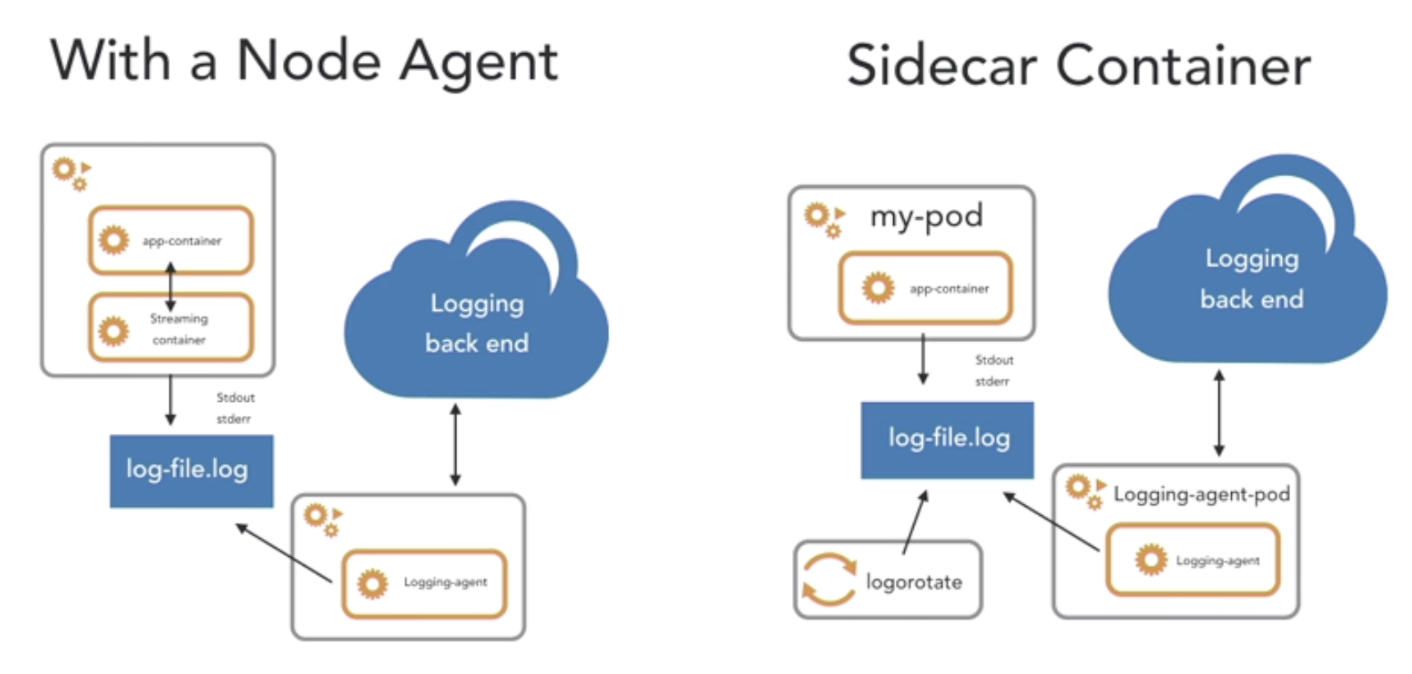 With a Node Agent
app-container
Streaming
container
Stdout
stderr
log-file.log
Logging
back end
Logging-agent
Sidecar Container
my-pod
app-container
Stdout
stderr
log-file.log
logorotate
Logging
back end
Logging-agent-pod
Logging-agent